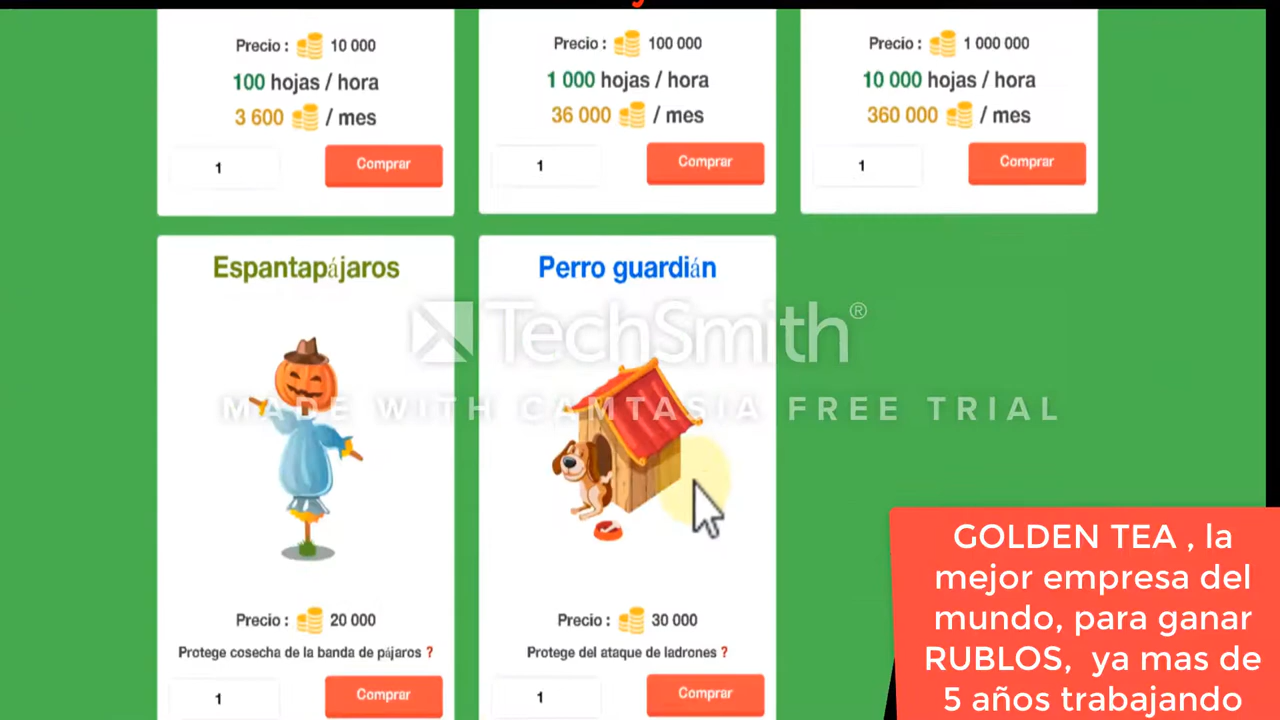 Precio : 10 000
100 hojas / hora
3 600 / mes
1
Comprar
Precio : 100 000
1 000 hojas / hora
36 000 / mes
1
Comprar
Precio : 1 000 000
10 000 hojas / hora
360 000 / mes
1
Comprar
Espantapájaros
Precio : 20 000
Protege cosecha de la banda de pájaros ?
1
Comprar
Perro guardián
Precio : 30 000
Protege del ataque de ladrones ?
1
Comprar
TechSmith®
MADE WITH CAMTASIA FREE TRIAL
GOLDEN TEA , la
mejor empresa del
mundo, para ganar
RUBLOS, ya mas de
5 años trabajando